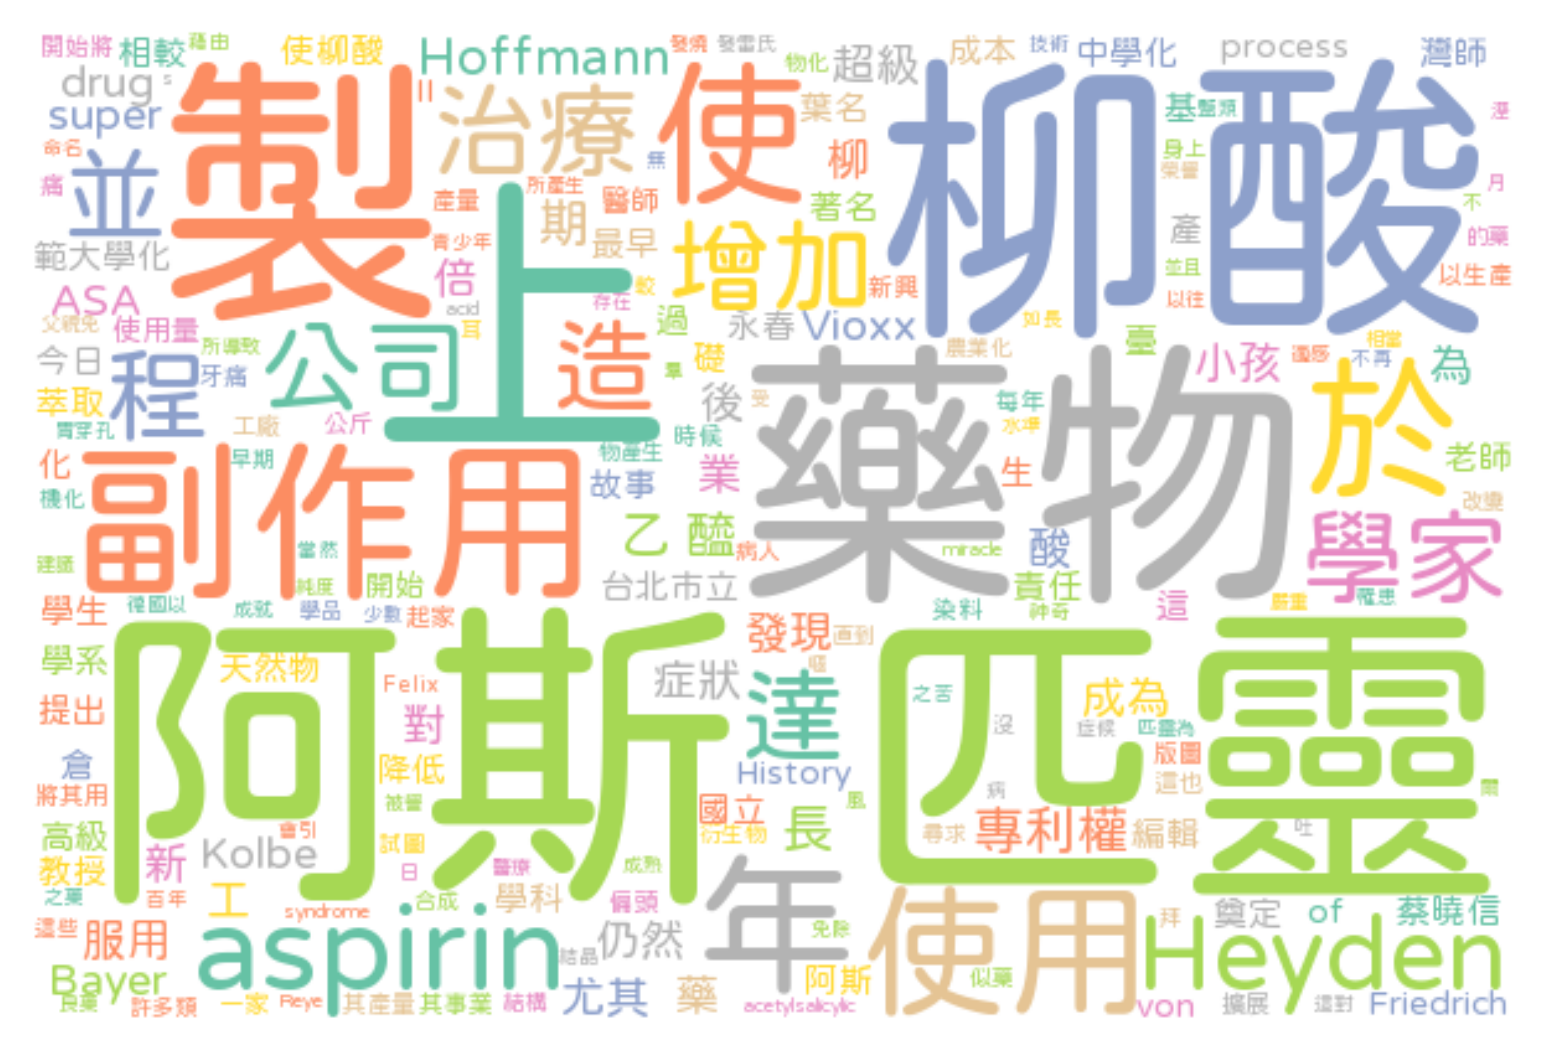 開始將 相較 藉由 使柳酸 Hoffmann 發燒 發雷氏 物化 超級 成本 技術 中學化 process 灣師
drug s 製 " 治療 使 葉名 柳酸 基
super 命名 並 痛 無 柳 身上 榮譽 月 不
產量 所產生 醫師 著名 產 的藥
範大學化 青少年 期 最早 增加 並且 以生產
ASA 倍 上 存在 新興 以往
父親免 使用量 acid 耳 過 永春 Vioxx 如長 臺 相當
今日 程 所導致 公司 造 礎 農業化 小孩 不再 為
萃取 牙痛 後 受 藥物 每年 於
胃穿孔 工廠 公斤 時候 水準
化 早期 副作用 物產生 業 生 老師
故事 改變
當然 乙醯 病人 miracle 酸 學家
純度 開始 台北市立 責任
學生 德國以 成就 學品 少數 起家 染料 神奇 這 嚴重 罹患
阿斯匹靈 發現 直到
學系 天然物 症狀
提出 Felix 達 之苦 成為
對 沒 症候 匹靈為
倉 降低 History 版圖
將其用 被譽 國立 風 病 這也 爾
高級 會引 試圖 衍生物 長 尋求 專利權 編輯 吐
教授 新 Kolbe 日 醫療 成熟
之藥 百年 工 syndrome 合成 學科 偏頭 年 使用 拜 奠定 of 蔡曉信
這些 服用 aspirin 結晶 仍然 免除 Heyden
Bayer 阿斯 似藥
良藥 許多類 一家 Reye 其產量 其事業 結構 尤其 藥 acetylsalicylic von 擴展 這對 Friedrich